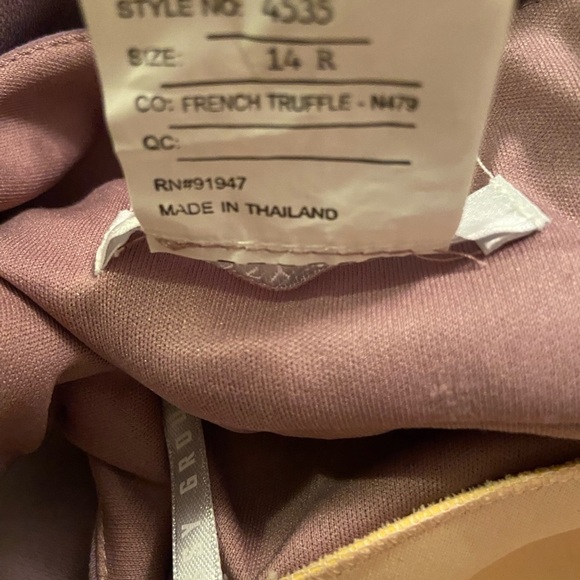 STYLE NO: 4535
SIZE: 14 R
CO: FRENCH TRUFFLE - N479
QC:
RN#91947
MADE IN THAILAND